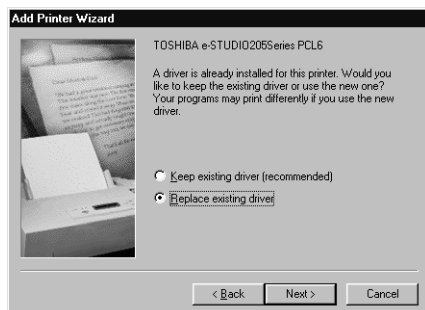 Add Printer Wizard
TOSHIBA e-STUDIO205Series PCL6
A driver is already installed for this printer. Would you
like to keep the existing driver or use the new one?
Your programs may print differently if you use the new
driver.
Keep existing driver (recommended)
Replace existing driver
< Back
Next >
Cancel